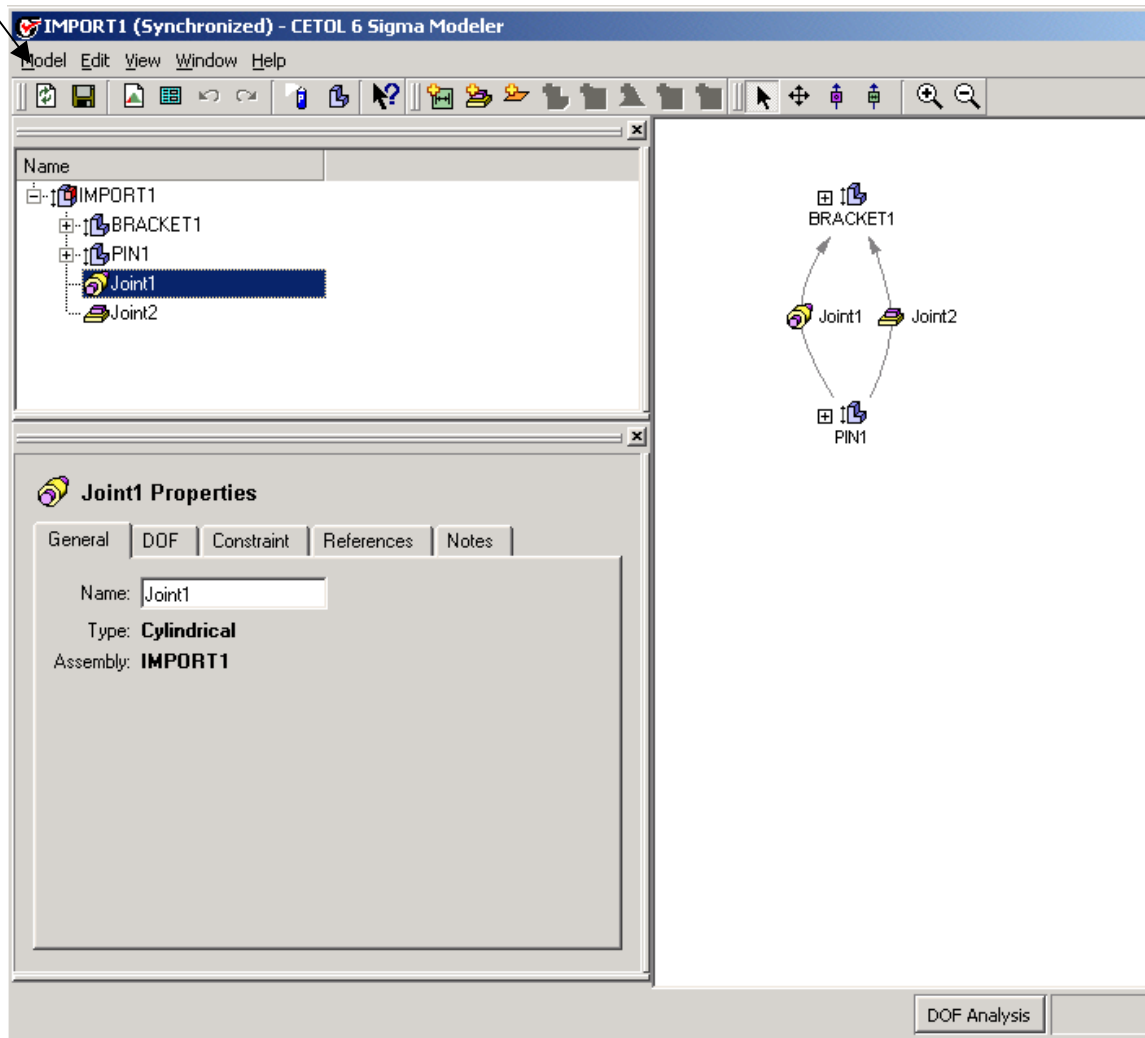 IMPORT1 (Synchronized) - CETOL 6 Sigma Modeler
Model Edit View Window Help
Name
IMPORT1
BRACKET1
PIN1
Joint1
Joint2
BRACKET1
Joint1 Joint2
PIN1
Joint1 Properties
General DOF Constraint References Notes
Name: Joint1
Type: Cylindrical
Assembly: IMPORT1
DOF Analysis